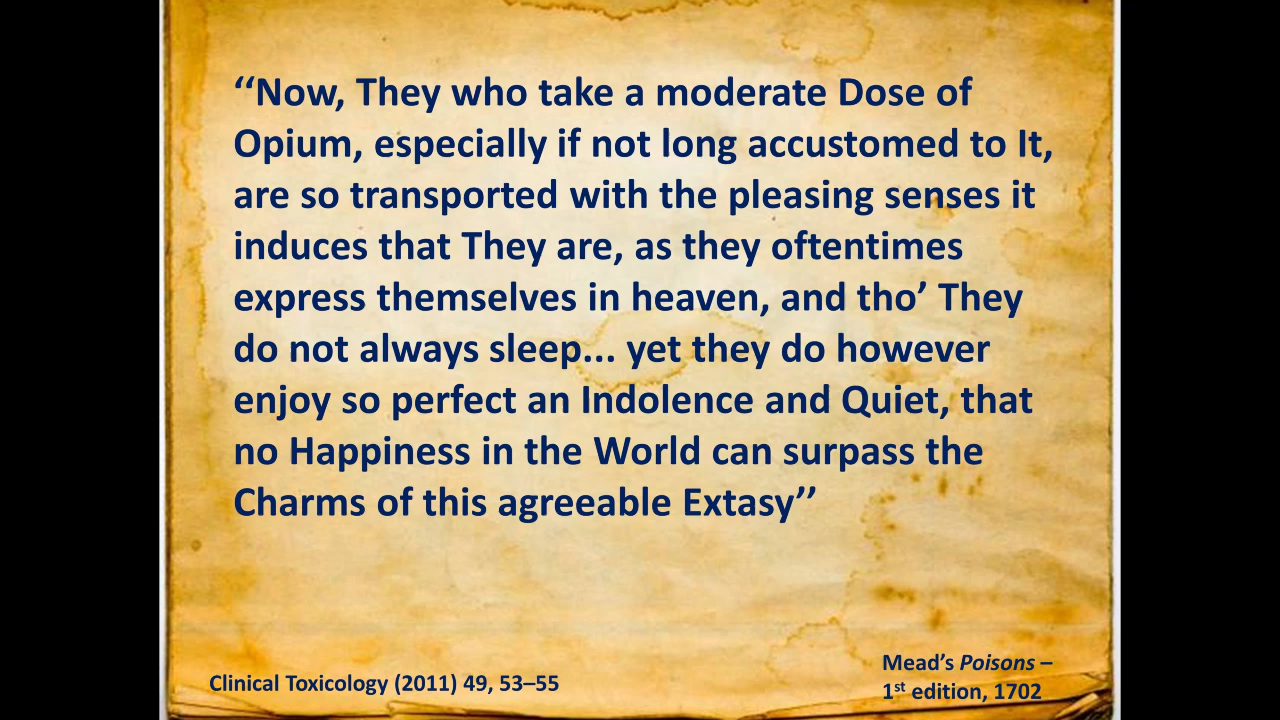 ‘‘Now, They who take a moderate Dose of
Opium, especially if not long accustomed to It,
are so transported with the pleasing senses it
induces that They are, as they oftentimes
express themselves in heaven, and tho’ They
do not always sleep... yet they do however
enjoy so perfect an Indolence and Quiet, that
no Happiness in the World can surpass the
Charms of this agreeable Extasy’’
Clinical Toxicology (2011) 49, 53–55
Mead’s Poisons –
1st edition, 1702